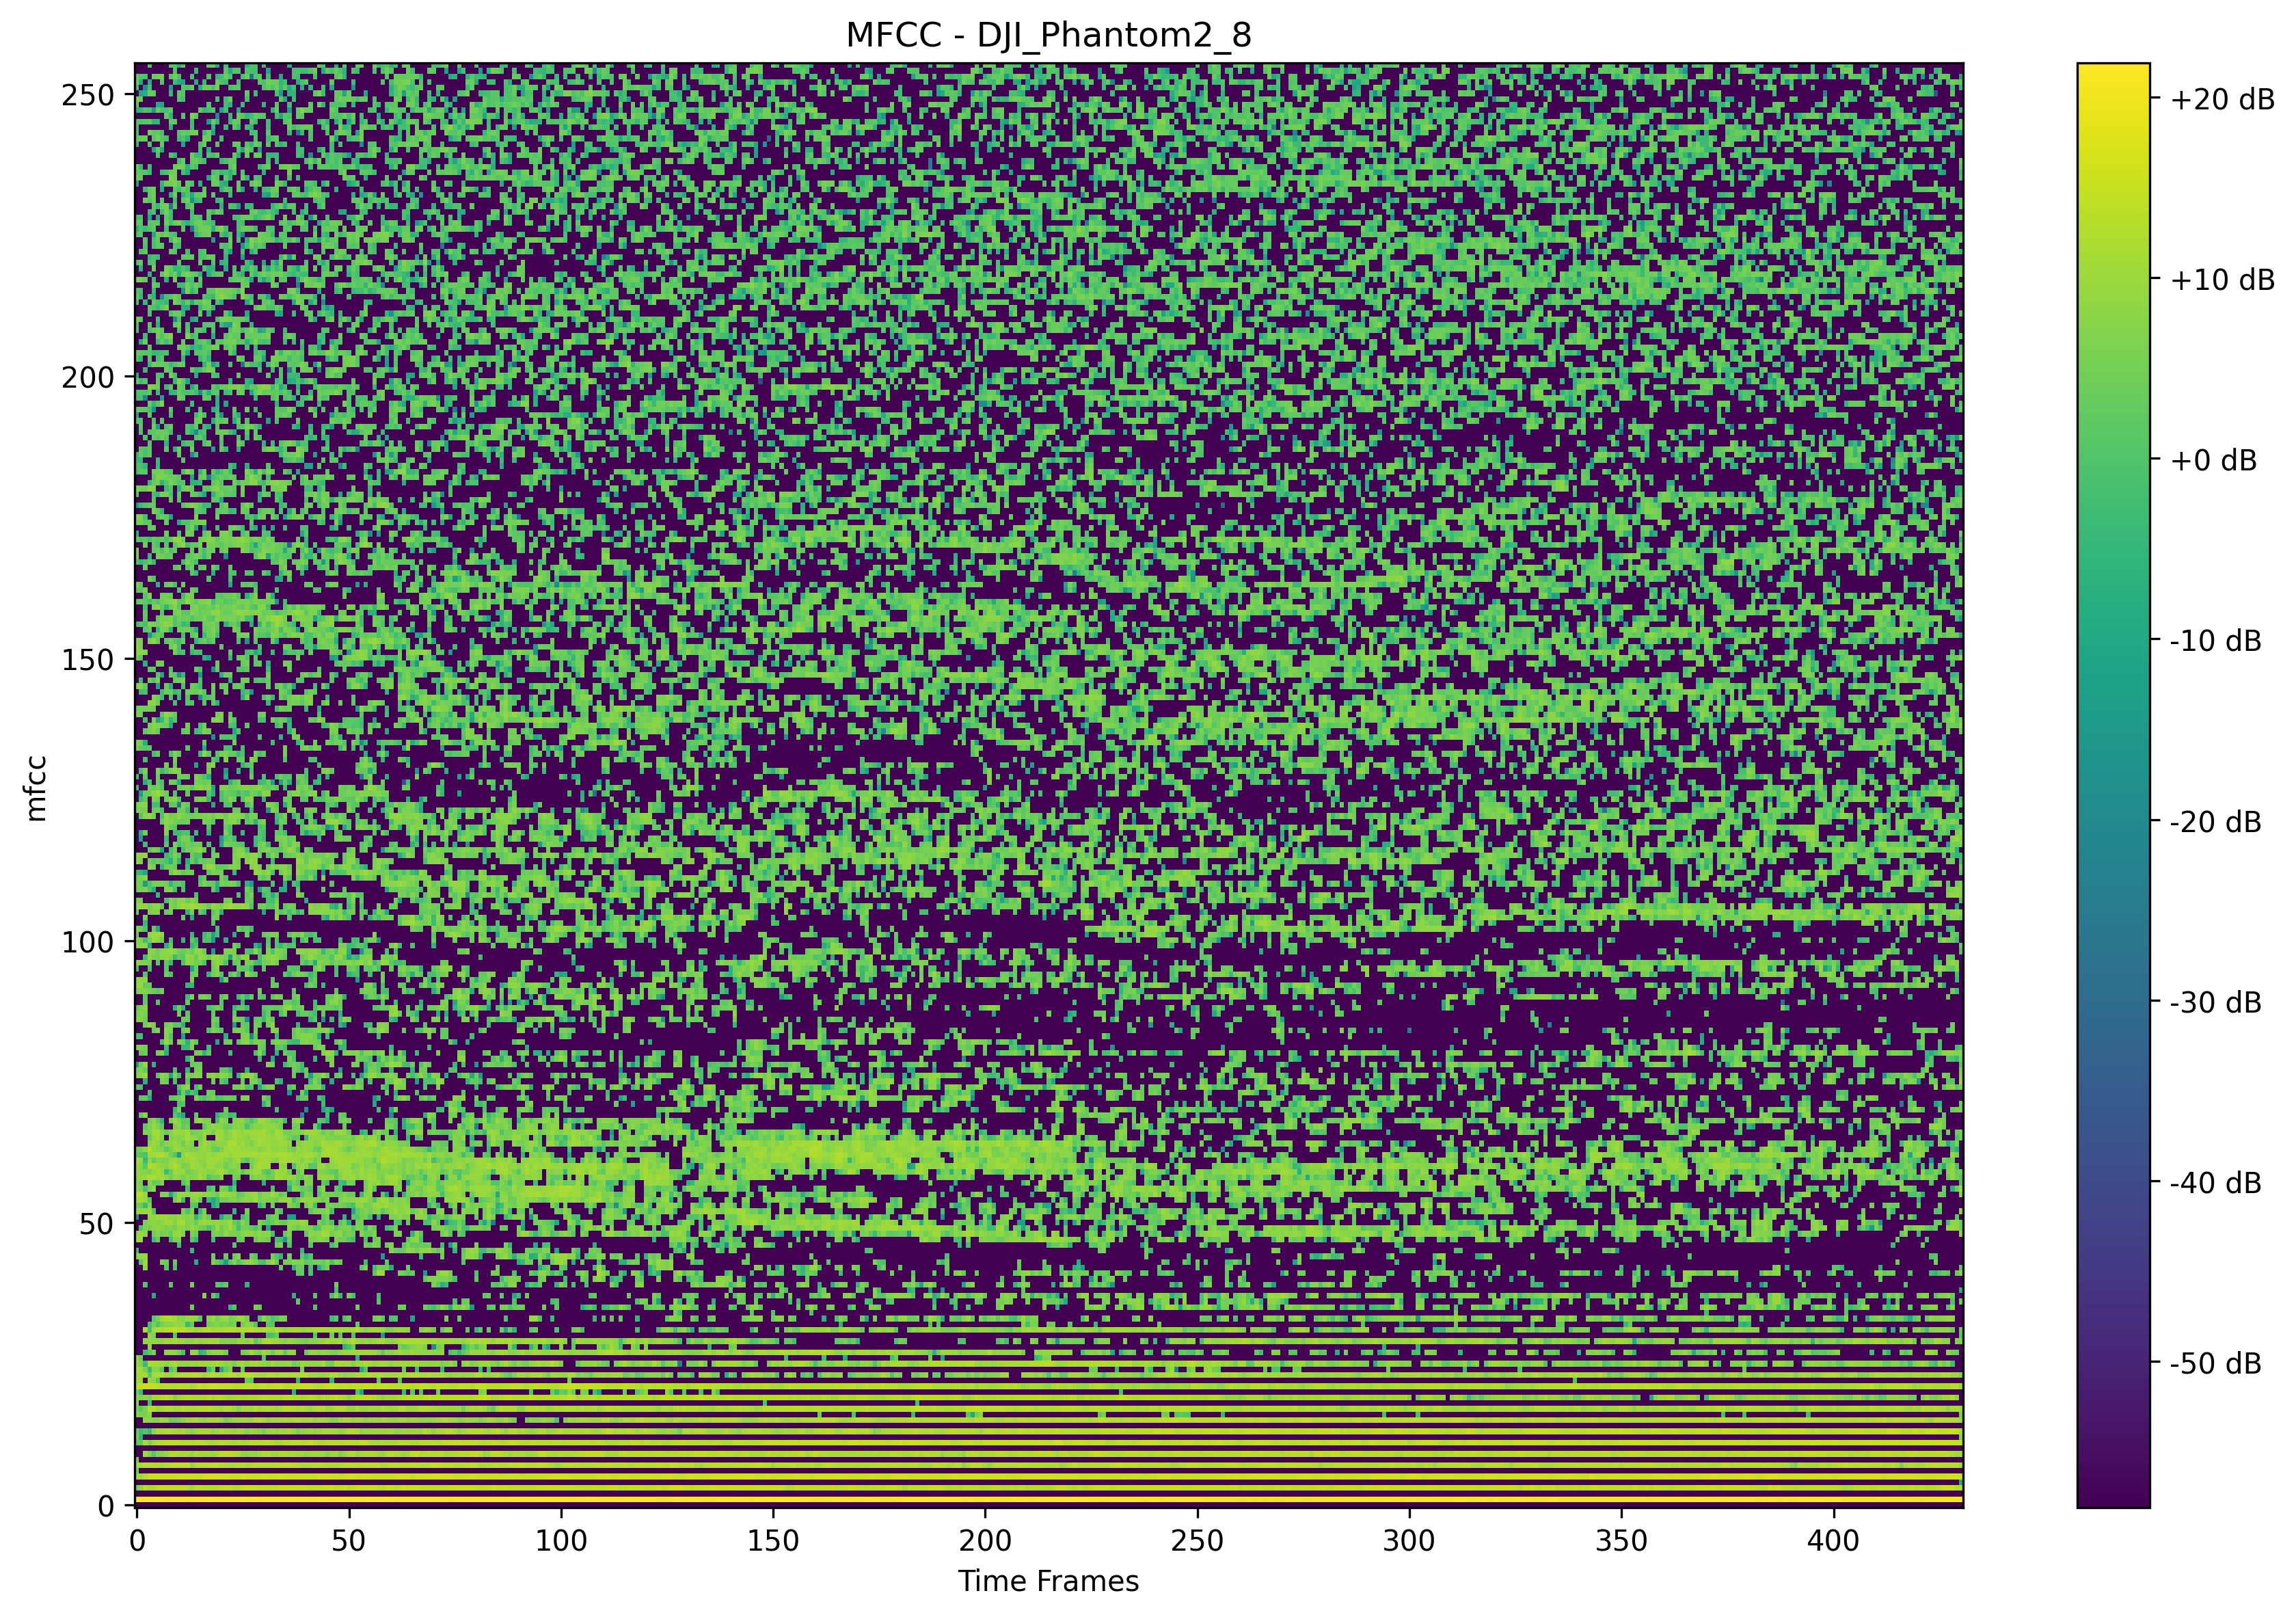 MFCC - DJI_Phantom2_8
250
200
150
100
50
0
mfcc
0 50 100 150 200 250 300 350 400
Time Frames
+20 dB
+10 dB
+0 dB
-10 dB
-20 dB
-30 dB
-40 dB
-50 dB